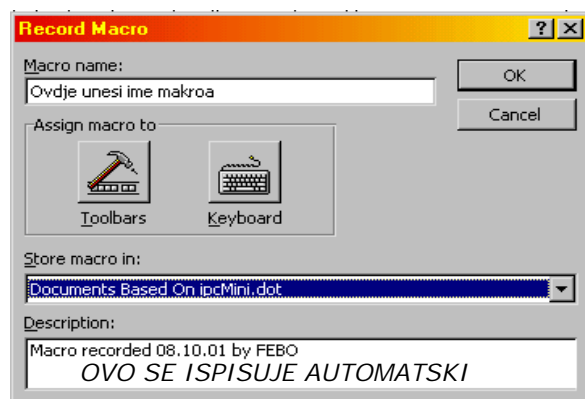 Record Macro
Macro name:
OK
Ovdje unesi ime makroa
Cancel
Assign macro to
Toolbars
Keyboard
Store macro in:
Documents Based On ipcMini.dot
Description:
Macro recorded 08.10.01 by FEBO
OVO SE ISPISUJE AUTOMATSKI